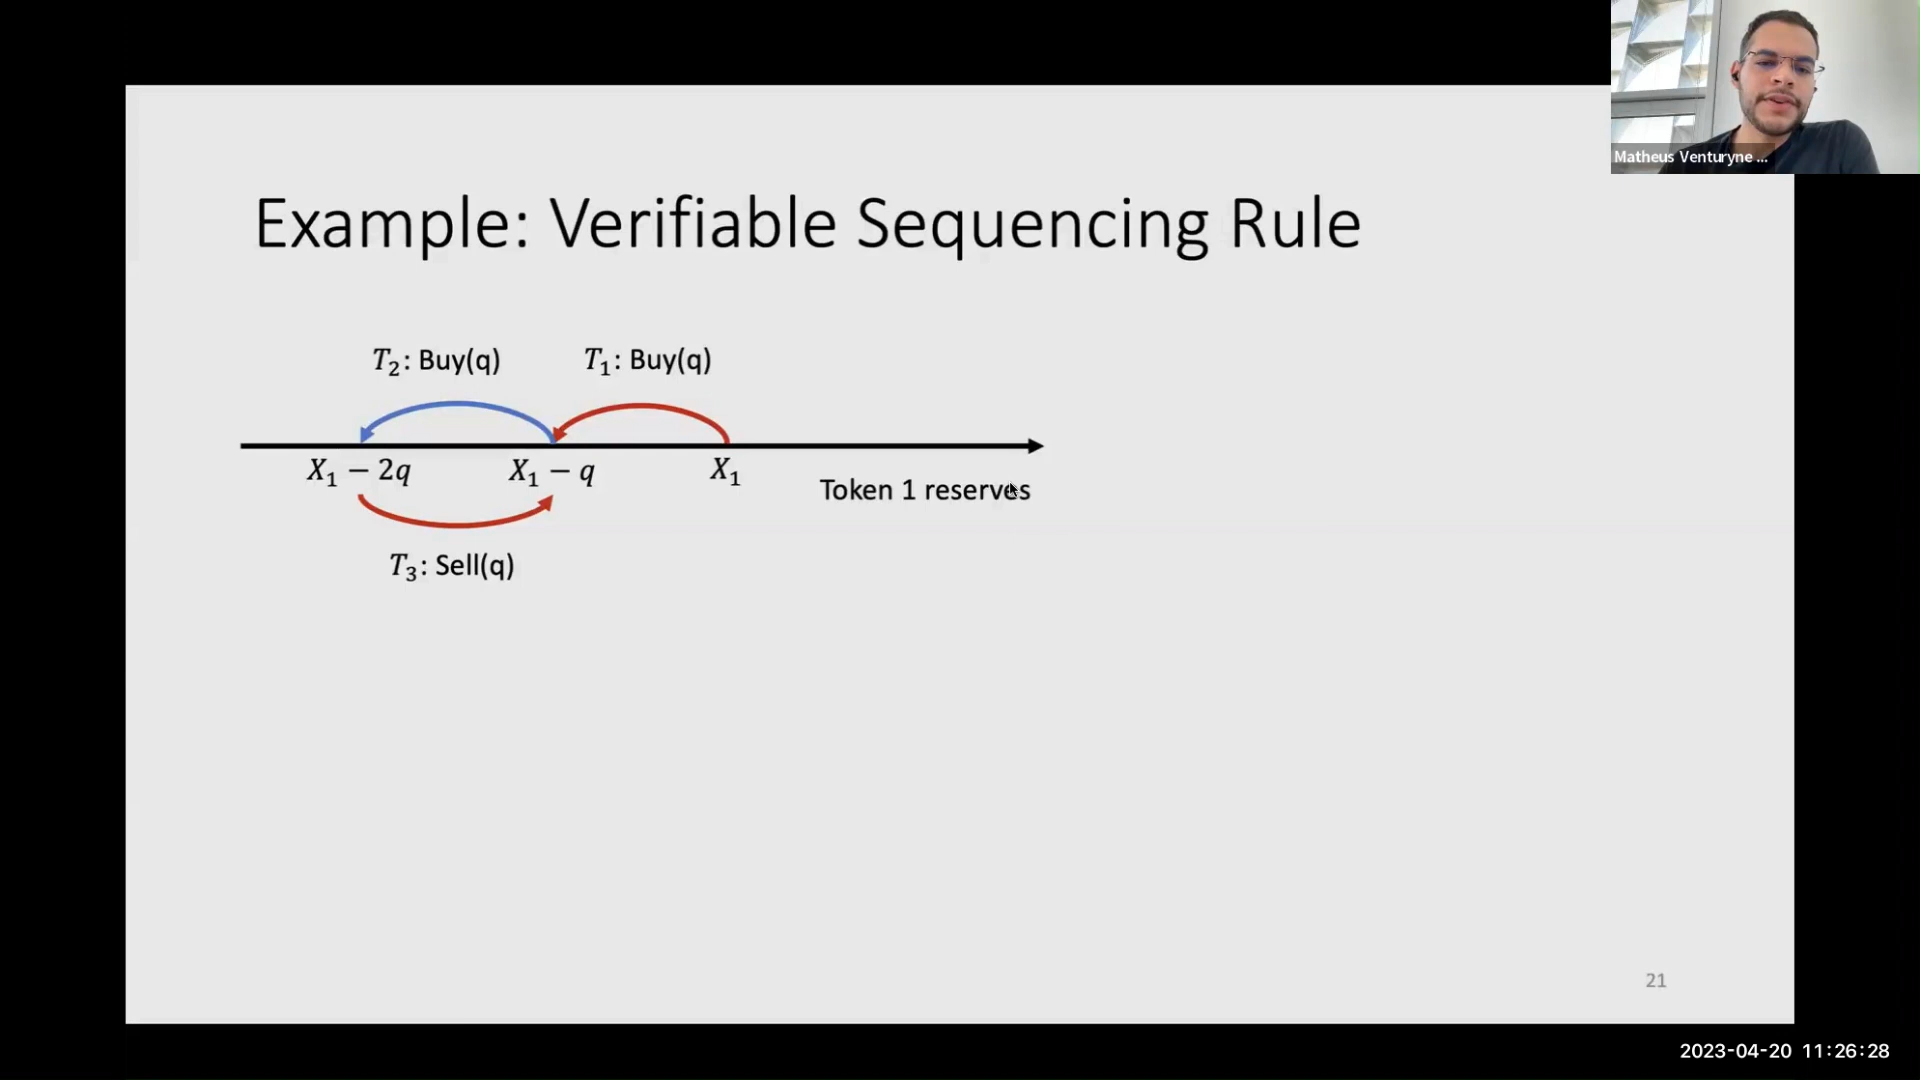 Matheus Venturyne ...
Example: Verifiable Sequencing Rule
T₂: Buy(q)
T₁: Buy(q)
X₁ − 2q
X₁ − q
X₁
Token 1 reserves
T₃: Sell(q)
21
2023-04-20 11:26:28